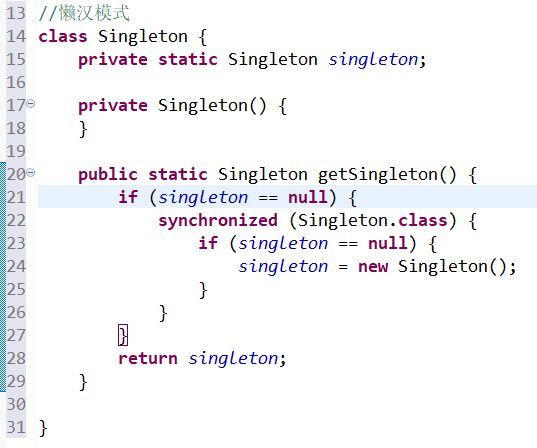 13 //懒汉模式
14 class Singleton {
15     private static Singleton singleton;
16
17     private Singleton() {
18     }
19
20     public static Singleton getSingleton() {
21         if (singleton == null) {
22             synchronized (Singleton.class) {
23                 if (singleton == null) {
24                     singleton = new Singleton();
25                 }
26             }
27         }
28         return singleton;
29     }
30
31 }